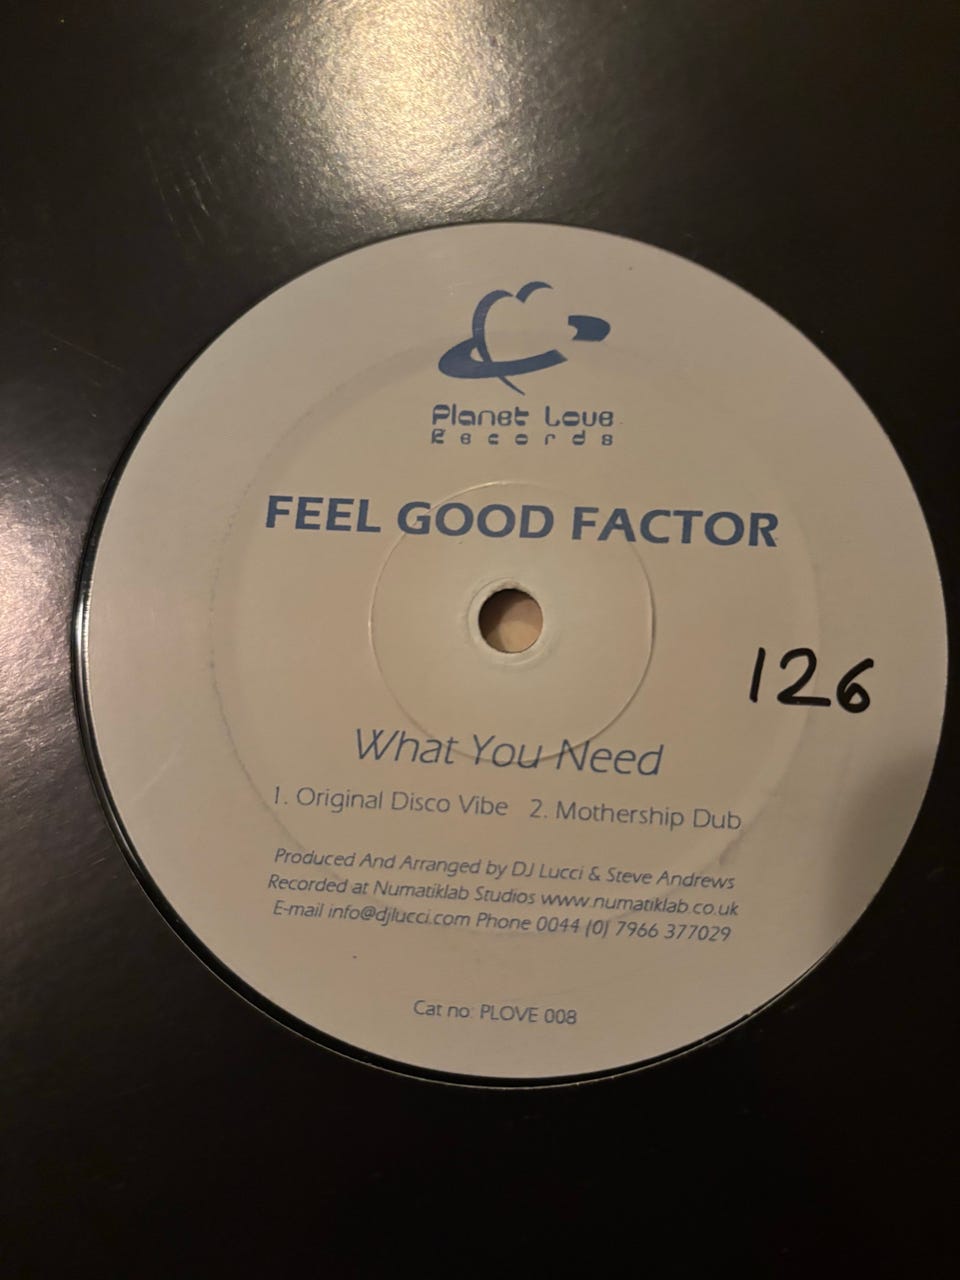 Planet Love
Records
FEEL GOOD FACTOR
126
What You Need
1. Original Disco Vibe 2. Mothership Dub
Produced And Arranged by DJ Lucci & Steve Andrews
Recorded at Numatiklab Studios www.numatiklab.co.uk
E-mail info@djlucci.com Phone 0044 (0) 7966 377029
Cat no: PLOVE 008